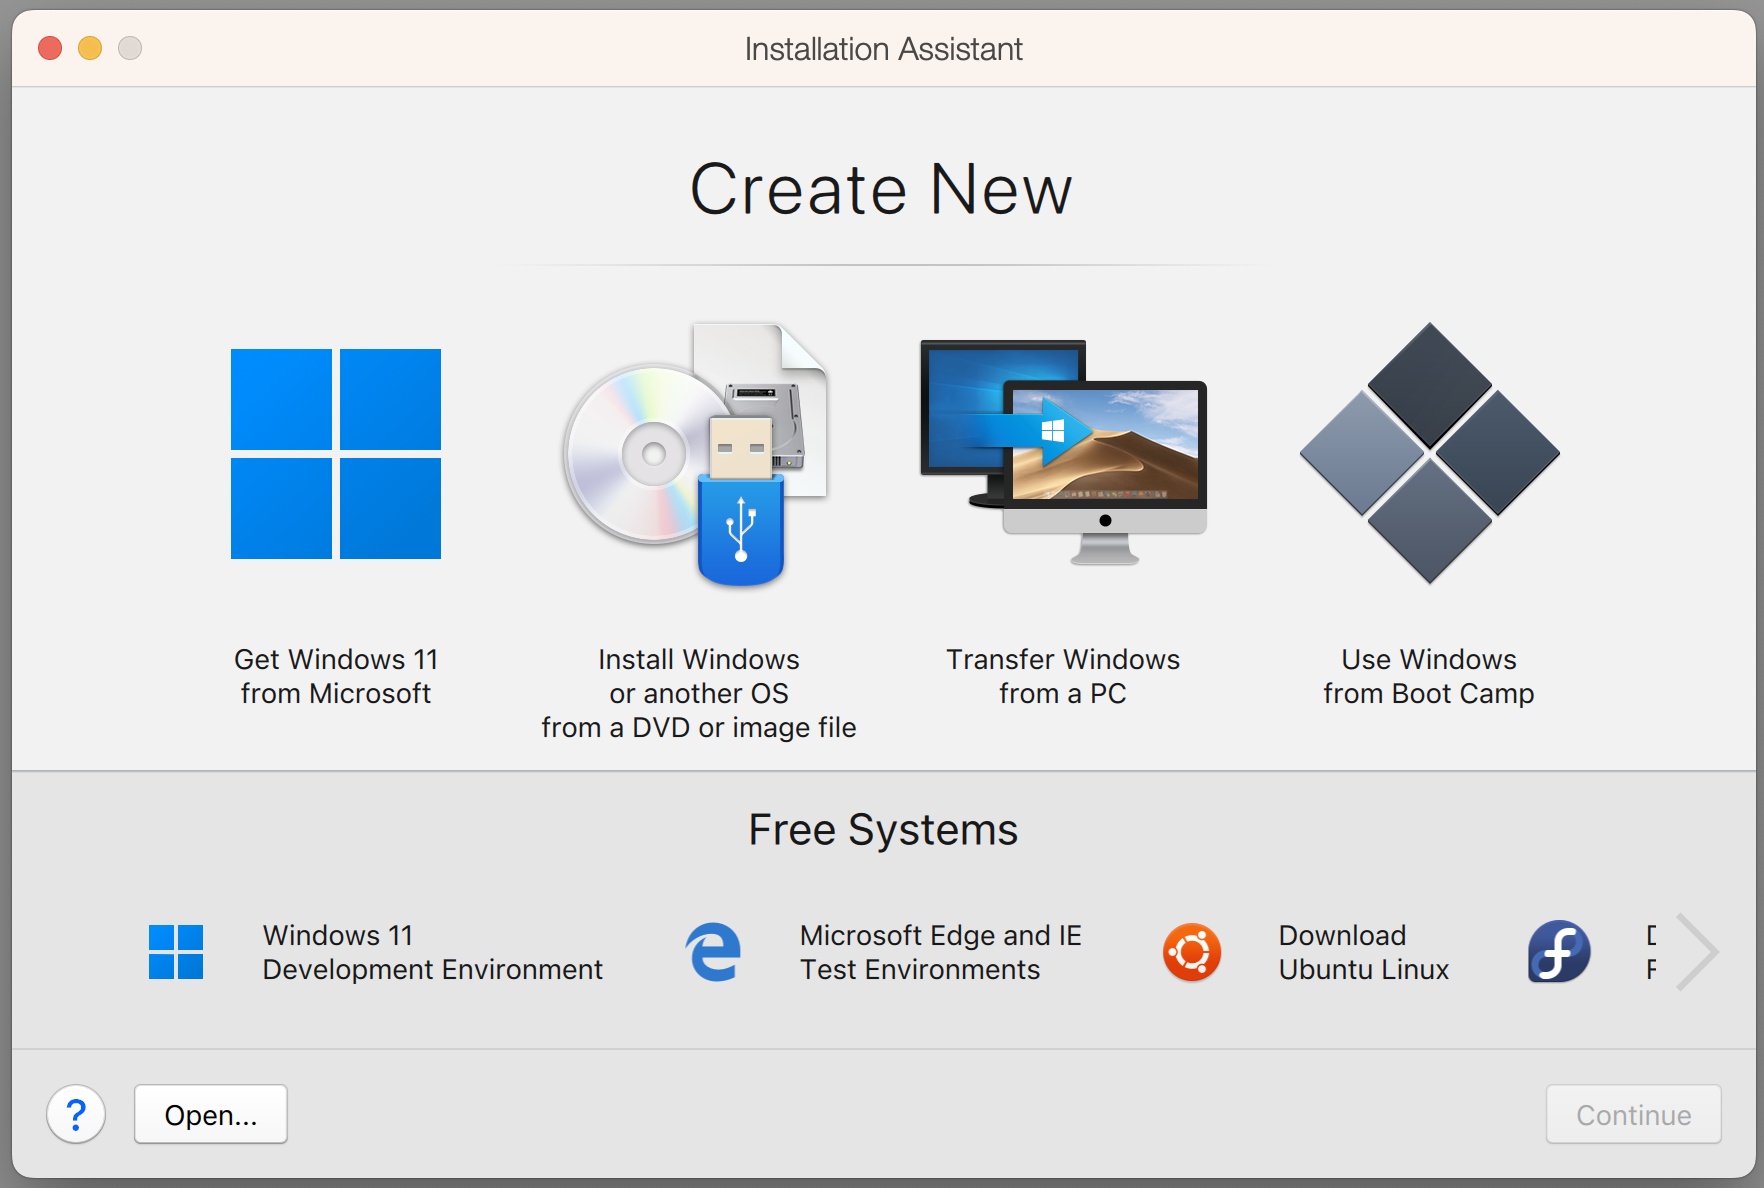 Installation Assistant
Create New
Get Windows 11
from Microsoft
Install Windows
or another OS
from a DVD or image file
Transfer Windows
from a PC
Use Windows
from Boot Camp
Free Systems
Windows 11
Development Environment
Microsoft Edge and IE
Test Environments
Download
Ubuntu Linux
?
Open...
Continue